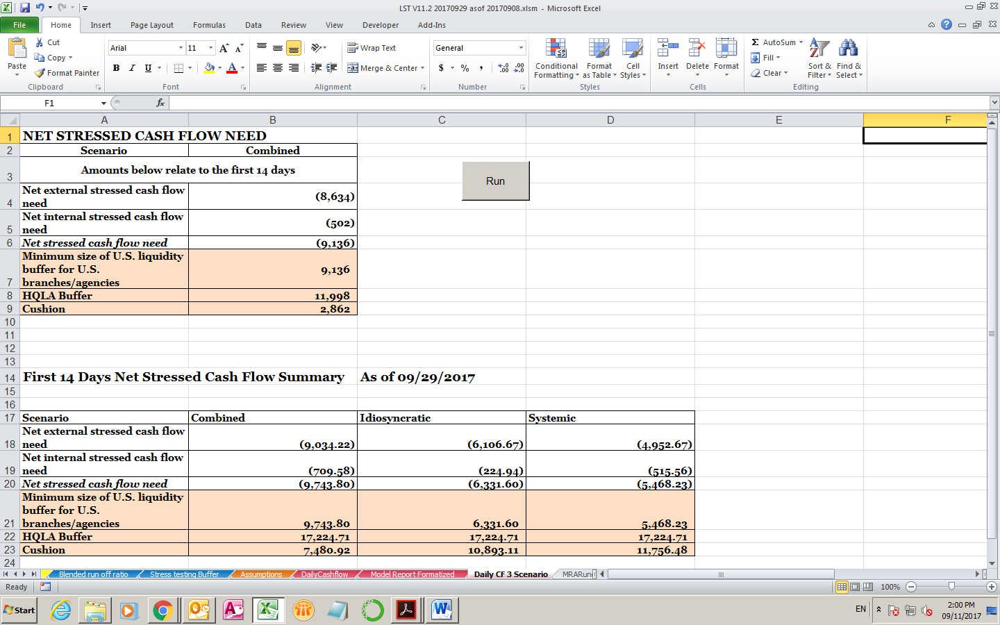 LST V11.2 20170929 asof 20170908.xlsm - Microsoft Excel
File Home Insert Page Layout Formulas Data Review View Developer Add-Ins
Paste
Cut
Copy
Format Painter
Clipboard
Arial 11
B I U
Font
Wrap Text
Merge & Center
Alignment
General
$ % ,
Number
Conditional Formatting
Format as Table
Cell Styles
Styles
Insert Delete Format
Cells
Σ AutoSum
Fill
Clear
Sort & Filter
Find & Select
Editing
F1 fx
A B C D E F
1 NET STRESSED CASH FLOW NEED
2 Scenario Combined
3 Amounts below relate to the first 14 days
Run
Net external stressed cash flow
4 need (8,634)
Net internal stressed cash flow
5 need (502)
6 Net stressed cash flow need (9,136)
Minimum size of U.S. liquidity
buffer for U.S. 9,136
7 branches/agencies
8 HQLA Buffer 11,998
9 Cushion 2,862
10
11
12
13
14 First 14 Days Net Stressed Cash Flow Summary As of 09/29/2017
15
16
17 Scenario Combined Idiosyncratic Systemic
Net external stressed cash flow
18 need (9,034.22) (6,106.67) (4,952.67)
Net internal stressed cash flow
19 need (709.58) (224.94) (515.56)
20 Net stressed cash flow need (9,743.80) (6,331.60) (5,468.23)
Minimum size of U.S. liquidity
buffer for U.S.
21 branches/agencies 9,743.80 6,331.60 5,468.23
22 HQLA Buffer 17,224.71 17,224.71 17,224.71
23 Cushion 7,480.92 10,893.11 11,756.48
24
Blended run off ratio Stress testing Buffer Assumptions DailyCashflow Model Report Formatized Daily CF 3 Scenario MRARun
Ready 100%
Start EN 2:00 PM
09/11/2017